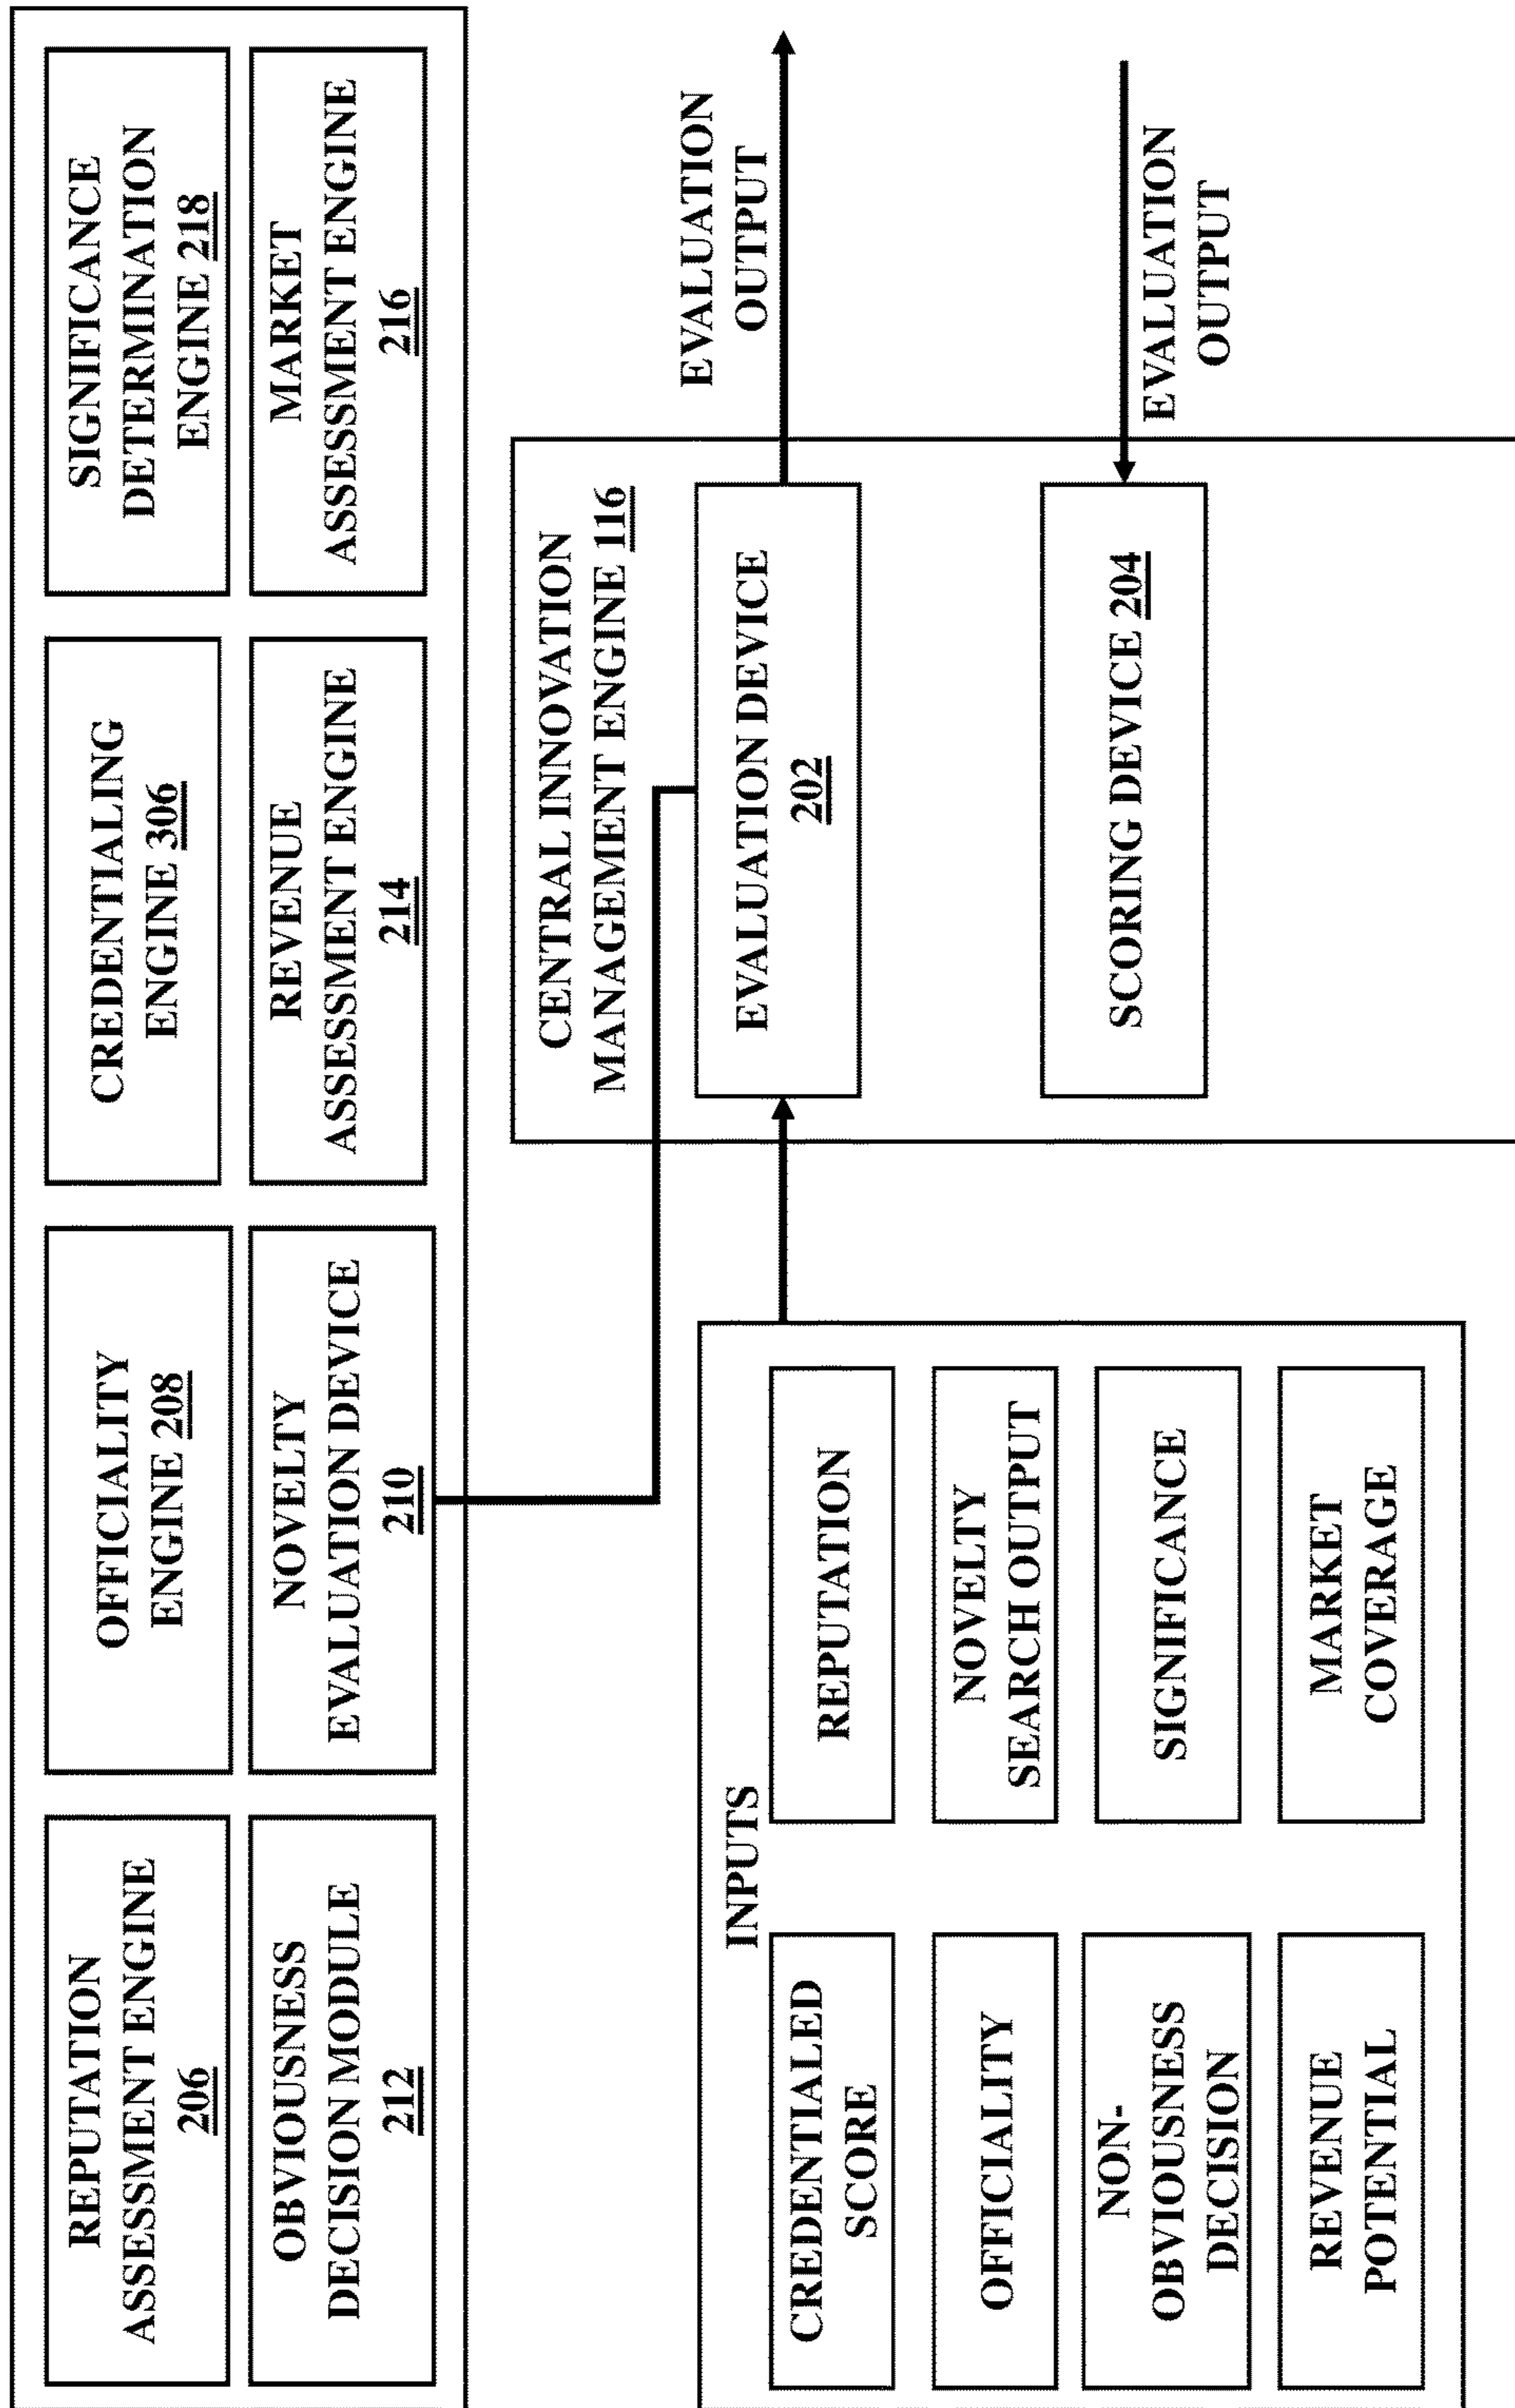 REPUTATION
ASSESSMENT ENGINE
206
OFFICIALITY
ENGINE 208
CREDENTIALING
ENGINE 306
SIGNIFICANCE
DETERMINATION
ENGINE 218
OBVIOUSNESS
DECISION MODULE
212
NOVELTY
EVALUATION DEVICE
210
REVENUE
ASSESSMENT ENGINE
214
MARKET
ASSESSMENT ENGINE
216
INPUTS
CREDENTIALED
SCORE
REPUTATION
OFFICIALITY
NOVELTY
SEARCH OUTPUT
NON-
OBVIOUSNESS
DECISION
SIGNIFICANCE
REVENUE
POTENTIAL
MARKET
COVERAGE
CENTRAL INNOVATION
MANAGEMENT ENGINE 116
EVALUATION DEVICE
202
SCORING DEVICE 204
EVALUATION
OUTPUT
EVALUATION
OUTPUT